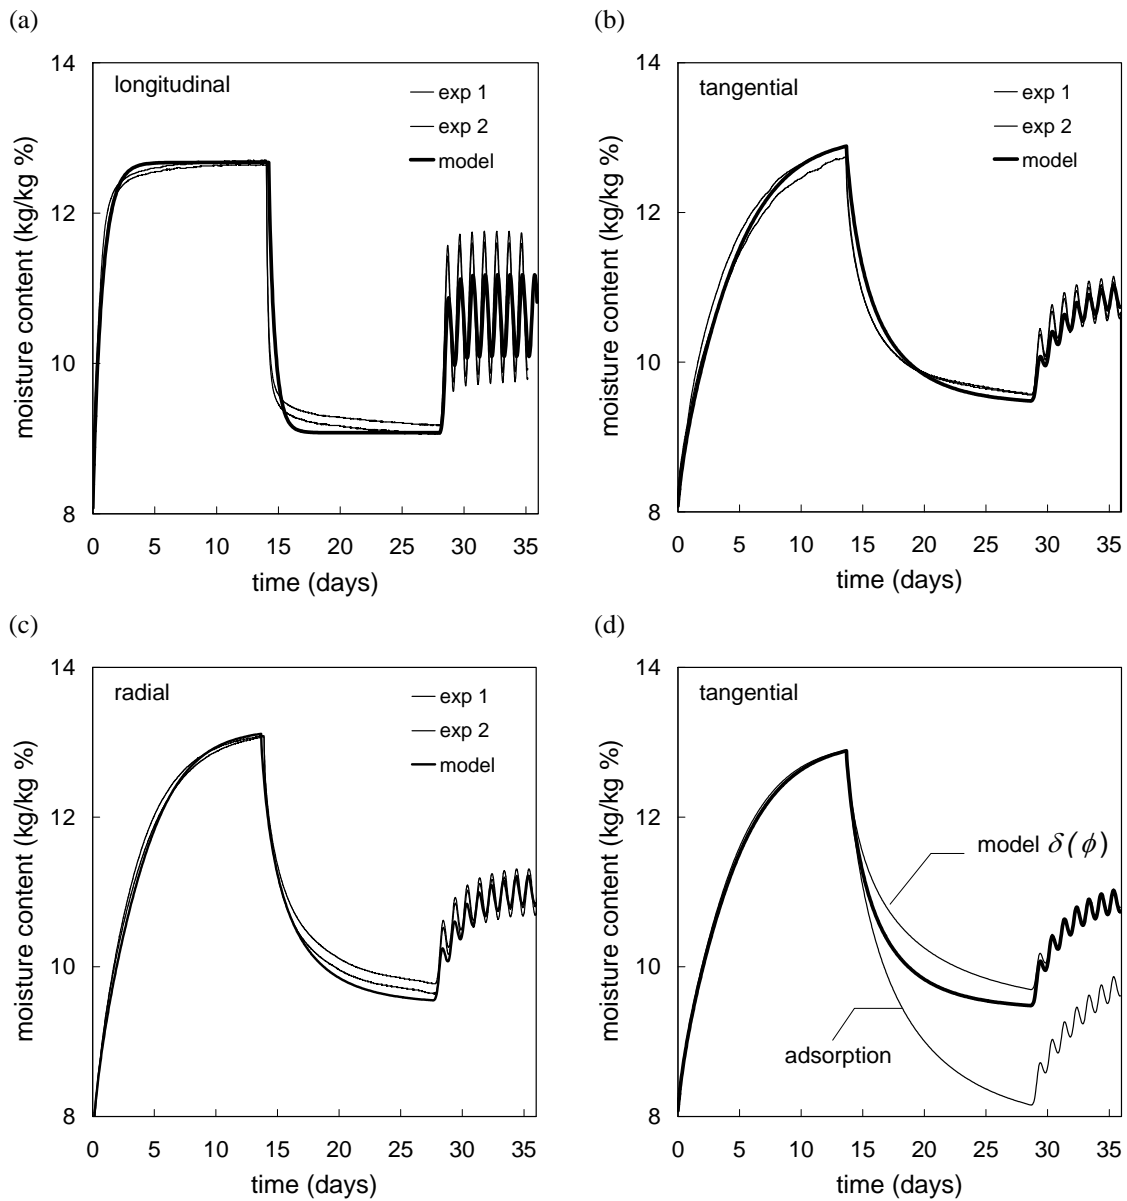 (a)
14
12
10
8
moisture content (kg/kg %)
longitudinal
exp 1
exp 2
model
0 5 10 15 20 25 30 35
time (days)
(b)
14
12
10
8
moisture content (kg/kg %)
tangential
exp 1
exp 2
model
0 5 10 15 20 25 30 35
time (days)
(c)
14
12
10
8
moisture content (kg/kg %)
radial
exp 1
exp 2
model
0 5 10 15 20 25 30 35
time (days)
(d)
14
12
10
8
moisture content (kg/kg %)
tangential
model δ(ϕ)
adsorption
0 5 10 15 20 25 30 35
time (days)